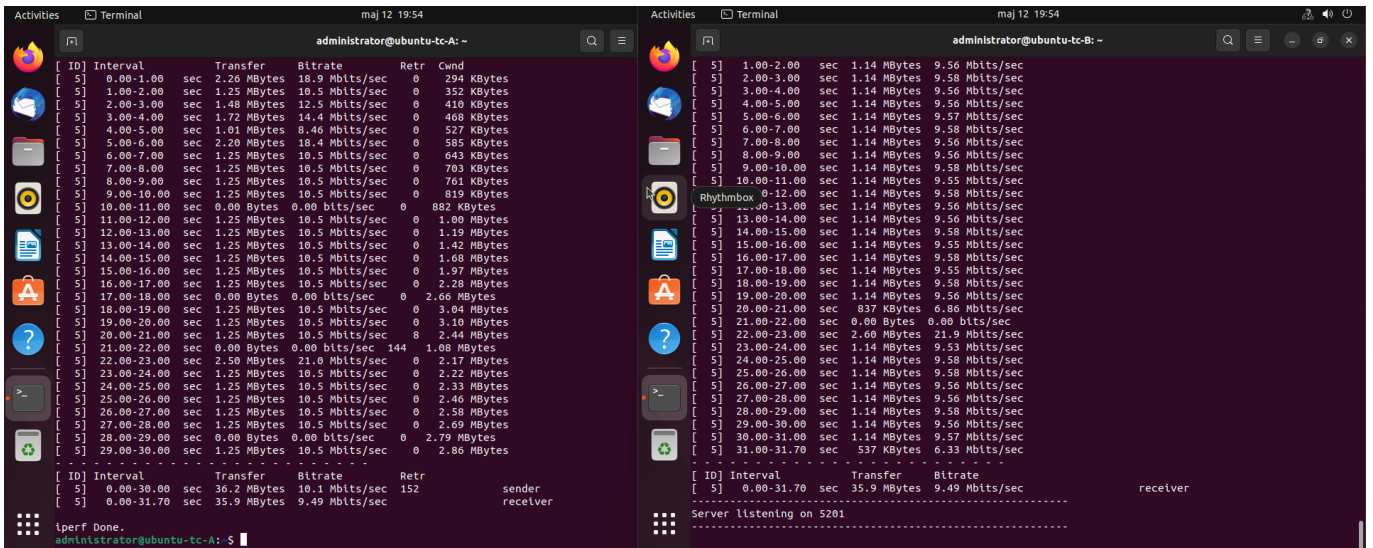 Activities Terminal maj 12 19:54
administrator@ubuntu-tc-A: ~
[ ID] Interval Transfer Bitrate Retr Cwnd
[ 5] 0.00-1.00 sec 2.26 MBytes 18.9 Mbits/sec 0 294 KBytes
[ 5] 1.00-2.00 sec 1.25 MBytes 10.5 Mbits/sec 0 352 KBytes
[ 5] 2.00-3.00 sec 1.48 MBytes 12.5 Mbits/sec 0 410 KBytes
[ 5] 3.00-4.00 sec 1.72 MBytes 14.4 Mbits/sec 0 468 KBytes
[ 5] 4.00-5.00 sec 1.01 MBytes 8.46 Mbits/sec 0 527 KBytes
[ 5] 5.00-6.00 sec 2.20 MBytes 18.4 Mbits/sec 0 585 KBytes
[ 5] 6.00-7.00 sec 1.25 MBytes 10.5 Mbits/sec 0 643 KBytes
[ 5] 7.00-8.00 sec 1.25 MBytes 10.5 Mbits/sec 0 703 KBytes
[ 5] 8.00-9.00 sec 1.25 MBytes 10.5 Mbits/sec 0 761 KBytes
[ 5] 9.00-10.00 sec 1.25 MBytes 10.5 Mbits/sec 0 819 KBytes
[ 5] 10.00-11.00 sec 0.00 Bytes 0.00 bits/sec 0 882 KBytes
[ 5] 11.00-12.00 sec 1.25 MBytes 10.5 Mbits/sec 0 1.00 MBytes
[ 5] 12.00-13.00 sec 1.25 MBytes 10.5 Mbits/sec 0 1.19 MBytes
[ 5] 13.00-14.00 sec 1.25 MBytes 10.5 Mbits/sec 0 1.42 MBytes
[ 5] 14.00-15.00 sec 1.25 MBytes 10.5 Mbits/sec 0 1.68 MBytes
[ 5] 15.00-16.00 sec 1.25 MBytes 10.5 Mbits/sec 0 1.97 MBytes
[ 5] 16.00-17.00 sec 1.25 MBytes 10.5 Mbits/sec 0 2.28 MBytes
[ 5] 17.00-18.00 sec 0.00 Bytes 0.00 bits/sec 0 2.66 MBytes
[ 5] 18.00-19.00 sec 1.25 MBytes 10.5 Mbits/sec 0 3.04 MBytes
[ 5] 19.00-20.00 sec 1.25 MBytes 10.5 Mbits/sec 0 3.10 MBytes
[ 5] 20.00-21.00 sec 1.25 MBytes 10.5 Mbits/sec 8 2.44 MBytes
[ 5] 21.00-22.00 sec 0.00 Bytes 0.00 bits/sec 144 1.08 MBytes
[ 5] 22.00-23.00 sec 2.50 MBytes 21.0 Mbits/sec 0 2.17 MBytes
[ 5] 23.00-24.00 sec 1.25 MBytes 10.5 Mbits/sec 0 2.22 MBytes
[ 5] 24.00-25.00 sec 1.25 MBytes 10.5 Mbits/sec 0 2.33 MBytes
[ 5] 25.00-26.00 sec 1.25 MBytes 10.5 Mbits/sec 0 2.46 MBytes
[ 5] 26.00-27.00 sec 1.25 MBytes 10.5 Mbits/sec 0 2.58 MBytes
[ 5] 27.00-28.00 sec 1.25 MBytes 10.5 Mbits/sec 0 2.69 MBytes
[ 5] 28.00-29.00 sec 0.00 Bytes 0.00 bits/sec 0 2.79 MBytes
[ 5] 29.00-30.00 sec 1.25 MBytes 10.5 Mbits/sec 0 2.86 MBytes
- - - - - - - - - - - - - - - - - - - - - - - - -
[ ID] Interval Transfer Bitrate Retr
[ 5] 0.00-30.00 sec 36.2 MBytes 10.1 Mbits/sec 152 sender
[ 5] 0.00-31.70 sec 35.9 MBytes 9.49 Mbits/sec receiver
iperf Done.
administrator@ubuntu-tc-A:~$
Activities Terminal maj 12 19:54
administrator@ubuntu-tc-B: ~
[ 5] 1.00-2.00 sec 1.14 MBytes 9.56 Mbits/sec
[ 5] 2.00-3.00 sec 1.14 MBytes 9.58 Mbits/sec
[ 5] 3.00-4.00 sec 1.14 MBytes 9.56 Mbits/sec
[ 5] 4.00-5.00 sec 1.14 MBytes 9.56 Mbits/sec
[ 5] 5.00-6.00 sec 1.14 MBytes 9.57 Mbits/sec
[ 5] 6.00-7.00 sec 1.14 MBytes 9.58 Mbits/sec
[ 5] 7.00-8.00 sec 1.14 MBytes 9.56 Mbits/sec
[ 5] 8.00-9.00 sec 1.14 MBytes 9.56 Mbits/sec
[ 5] 9.00-10.00 sec 1.14 MBytes 9.58 Mbits/sec
[ 5] 10.00-11.00 sec 1.14 MBytes 9.55 Mbits/sec
Rhythmbox
0-12.00 sec 1.14 MBytes 9.58 Mbits/sec
00-13.00 sec 1.14 MBytes 9.56 Mbits/sec
[ 5] 13.00-14.00 sec 1.14 MBytes 9.56 Mbits/sec
[ 5] 14.00-15.00 sec 1.14 MBytes 9.58 Mbits/sec
[ 5] 15.00-16.00 sec 1.14 MBytes 9.55 Mbits/sec
[ 5] 16.00-17.00 sec 1.14 MBytes 9.58 Mbits/sec
[ 5] 17.00-18.00 sec 1.14 MBytes 9.55 Mbits/sec
[ 5] 18.00-19.00 sec 1.14 MBytes 9.58 Mbits/sec
[ 5] 19.00-20.00 sec 1.14 MBytes 9.56 Mbits/sec
[ 5] 20.00-21.00 sec 837 KBytes 6.86 Mbits/sec
[ 5] 21.00-22.00 sec 0.00 Bytes 0.00 bits/sec
[ 5] 22.00-23.00 sec 2.60 MBytes 21.9 Mbits/sec
[ 5] 23.00-24.00 sec 1.14 MBytes 9.53 Mbits/sec
[ 5] 24.00-25.00 sec 1.14 MBytes 9.58 Mbits/sec
[ 5] 25.00-26.00 sec 1.14 MBytes 9.58 Mbits/sec
[ 5] 26.00-27.00 sec 1.14 MBytes 9.56 Mbits/sec
[ 5] 27.00-28.00 sec 1.14 MBytes 9.56 Mbits/sec
[ 5] 28.00-29.00 sec 1.14 MBytes 9.58 Mbits/sec
[ 5] 29.00-30.00 sec 1.14 MBytes 9.56 Mbits/sec
[ 5] 30.00-31.00 sec 1.14 MBytes 9.57 Mbits/sec
[ 5] 31.00-31.70 sec 537 KBytes 6.33 Mbits/sec
- - - - - - - - - - - - - - - - - - - - - - - - -
[ ID] Interval Transfer Bitrate
[ 5] 0.00-31.70 sec 35.9 MBytes 9.49 Mbits/sec receiver
-----------------------------------------------------------
Server listening on 5201
-----------------------------------------------------------